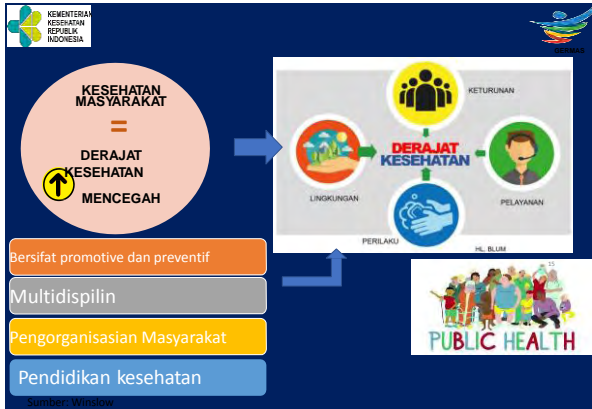 KEMENTERIAN
KESEHATAN
REPUBLIK
INDONESIA
GERMAS
KESEHATAN
MASYARAKAT
=
DERAJAT
KESEHATAN
MENCEGAH
KETURUNAN
DERAJAT
KESEHATAN
LINGKUNGAN
PELAYANAN
PERILAKU
HL. BLUM
Bersifat promotive dan preventif
Multidispilin
Pengorganisasian Masyarakat
Pendidikan kesehatan
Sumber: Winslow
15
PUBLIC HEALTH